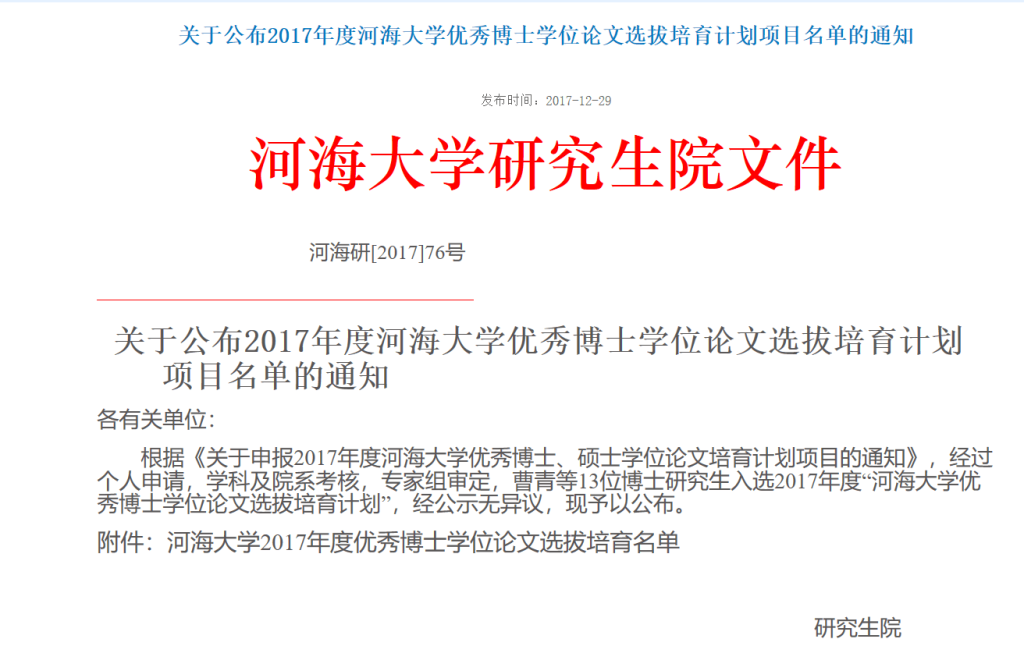 关于公布2017年度河海大学优秀博士学位论文选拔培育计划项目名单的通知
发布时间：2017-12-29
河海大学研究生院文件
河海研[2017]76号
关于公布2017年度河海大学优秀博士学位论文选拔培育计划
项目名单的通知
各有关单位：
根据《关于申报2017年度河海大学优秀博士、硕士学位论文培育计划项目的通知》，经过
个人申请，学科及院系考核，专家组审定，曹青等13位博士研究生入选2017年度“河海大学优
秀博士学位论文选拔培育计划”，经公示无异议，现予以公布。
附件：河海大学2017年度优秀博士学位论文选拔培育名单
研究生院